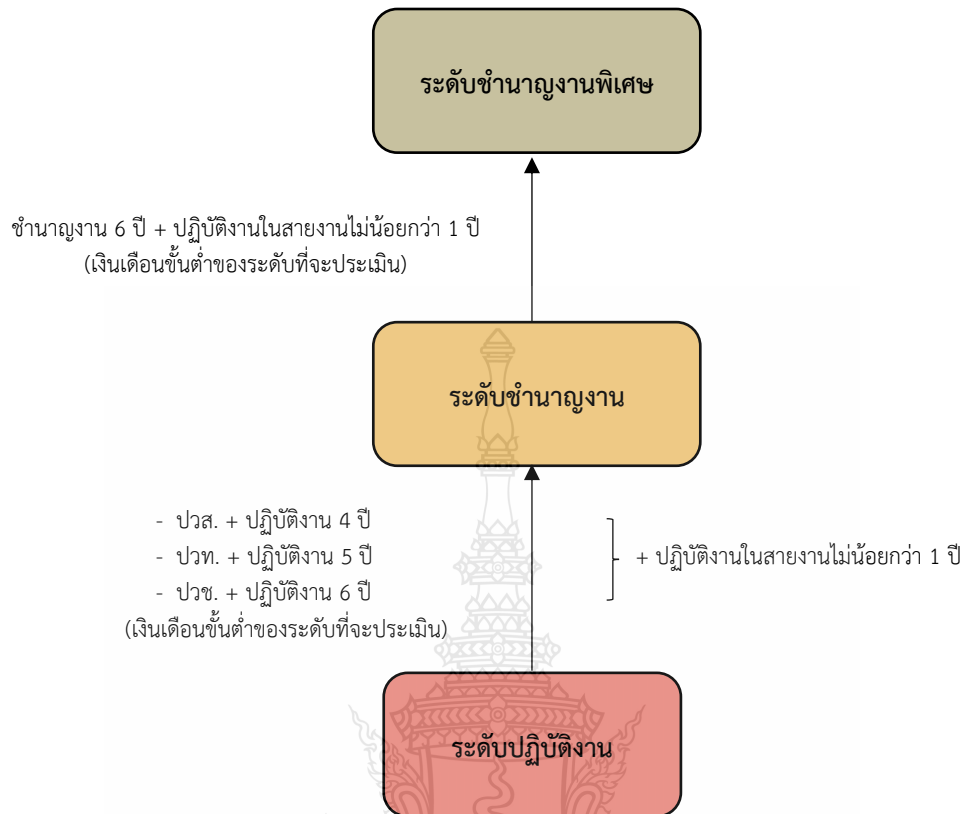 ระดับชำนาญงานพิเศษ
ชำนาญงาน 6 ปี + ปฏิบัติงานในสายงานไม่น้อยกว่า 1 ปี
(เงินเดือนขั้นต่ำของระดับที่จะประเมิน)
ระดับชำนาญงาน
- ปวส. + ปฏิบัติงาน 4 ปี
- ปวท. + ปฏิบัติงาน 5 ปี
- ปวช. + ปฏิบัติงาน 6 ปี
(เงินเดือนขั้นต่ำของระดับที่จะประเมิน)
+ ปฏิบัติงานในสายงานไม่น้อยกว่า 1 ปี
ระดับปฏิบัติงาน